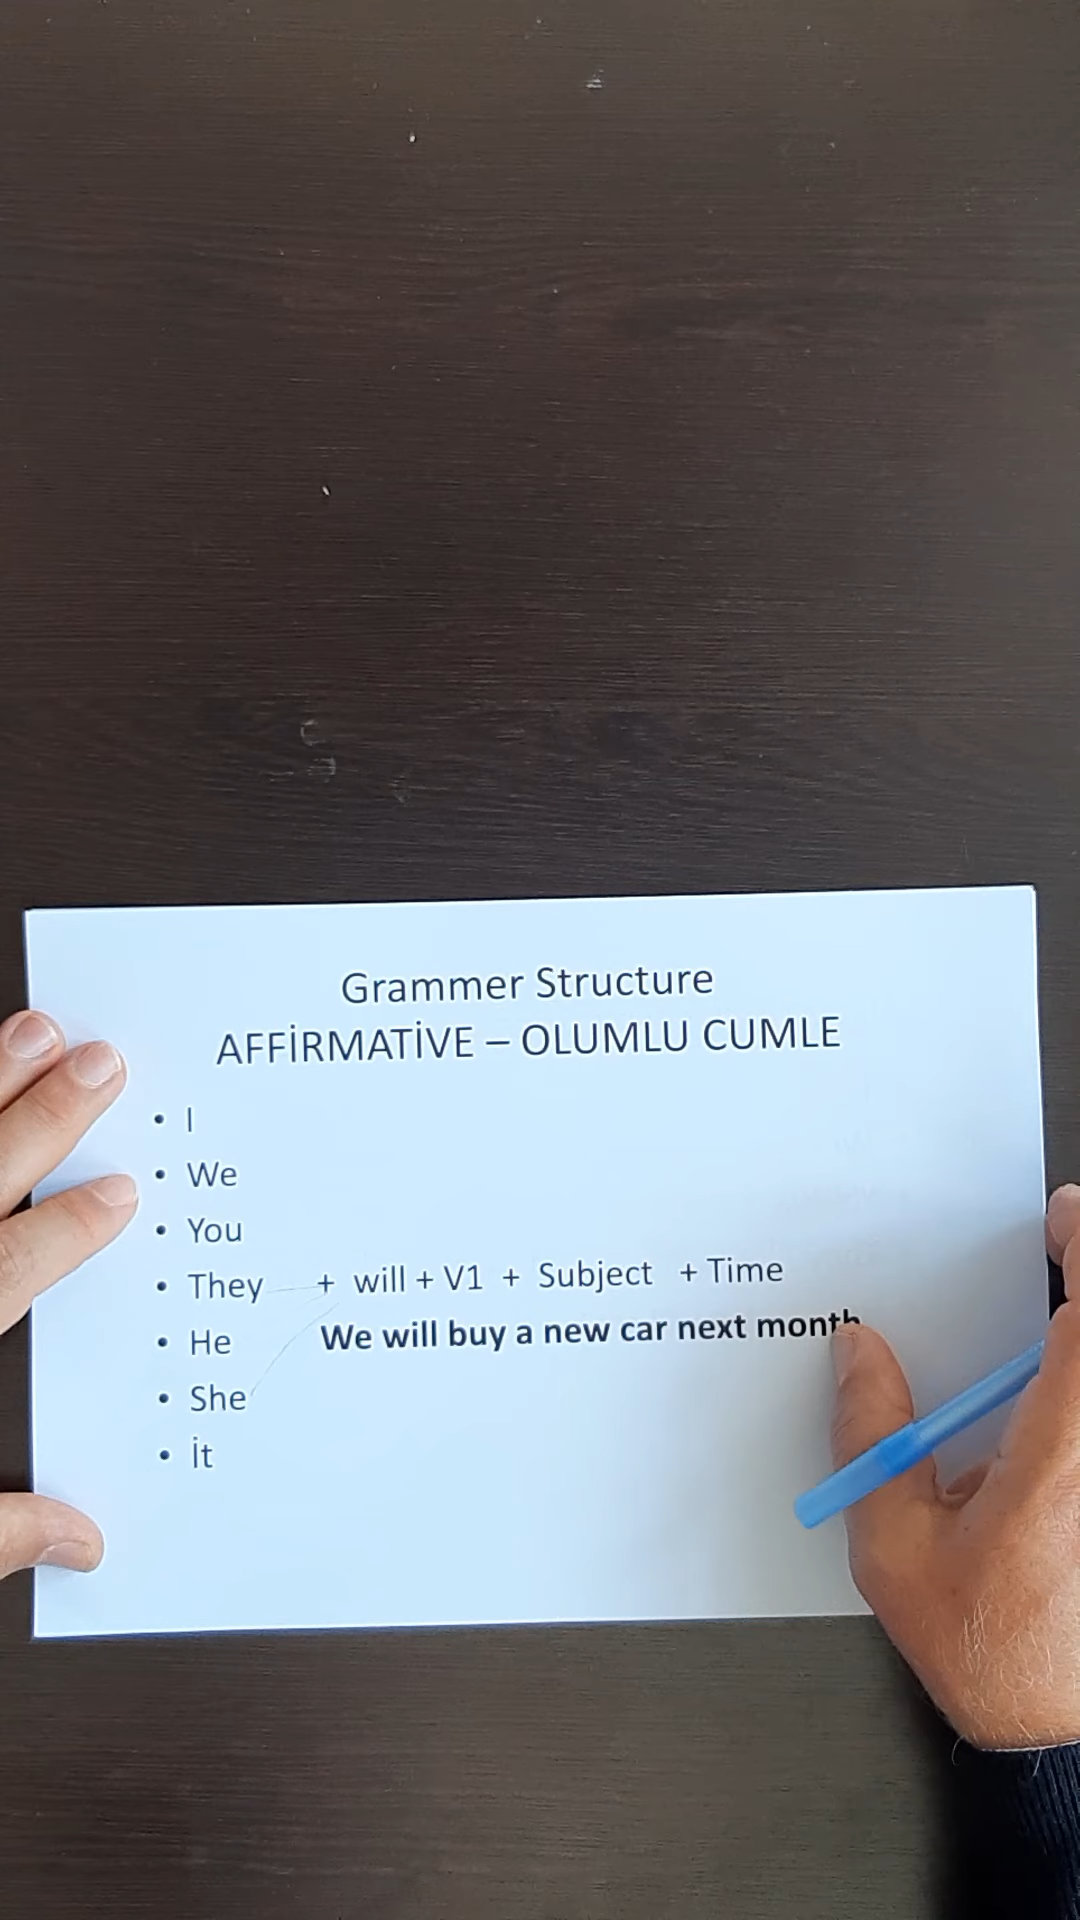 Grammer Structure
AFFİRMATİVE – OLUMLU CUMLE
• I
• We
• You
• They + will + V1 + Subject + Time
• He We will buy a new car next month
• She
• İt